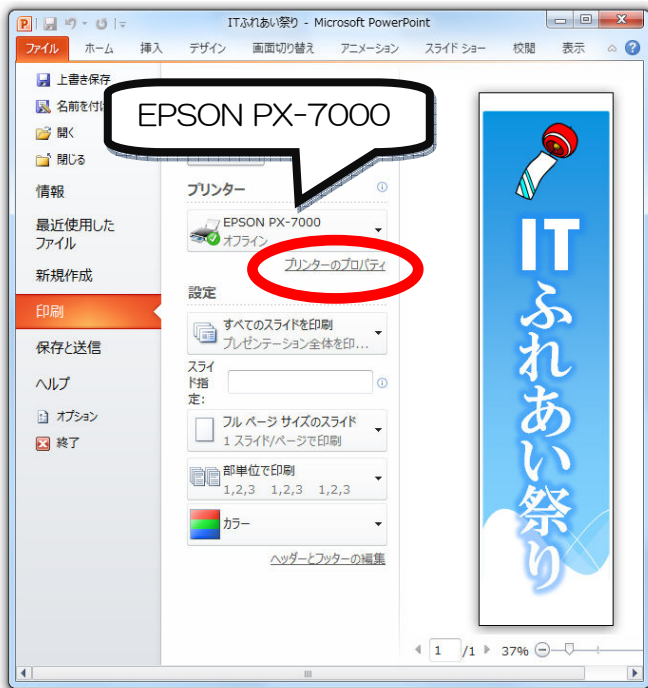 ITふれあい祭り - Microsoft PowerPoint
ファイル ホーム 挿入 デザイン 画面切り替え アニメーション スライド ショー 校閲 表示
上書き保存
名前を付け
開く
閉じる
情報
最近使用した
ファイル
新規作成
印刷
保存と送信
ヘルプ
オプション
終了
EPSON PX-7000
プリンター
EPSON PX-7000
オフライン
プリンターのプロパティ
設定
すべてのスライドを印刷
プレゼンテーション全体を印...
スライ
ド指
定:
フル ページ サイズのスライド
1 スライド/ページで印刷
部単位で印刷
1,2,3 1,2,3 1,2,3
カラー
ヘッダーとフッターの編集
ITふれあい祭り
1 /1 37%